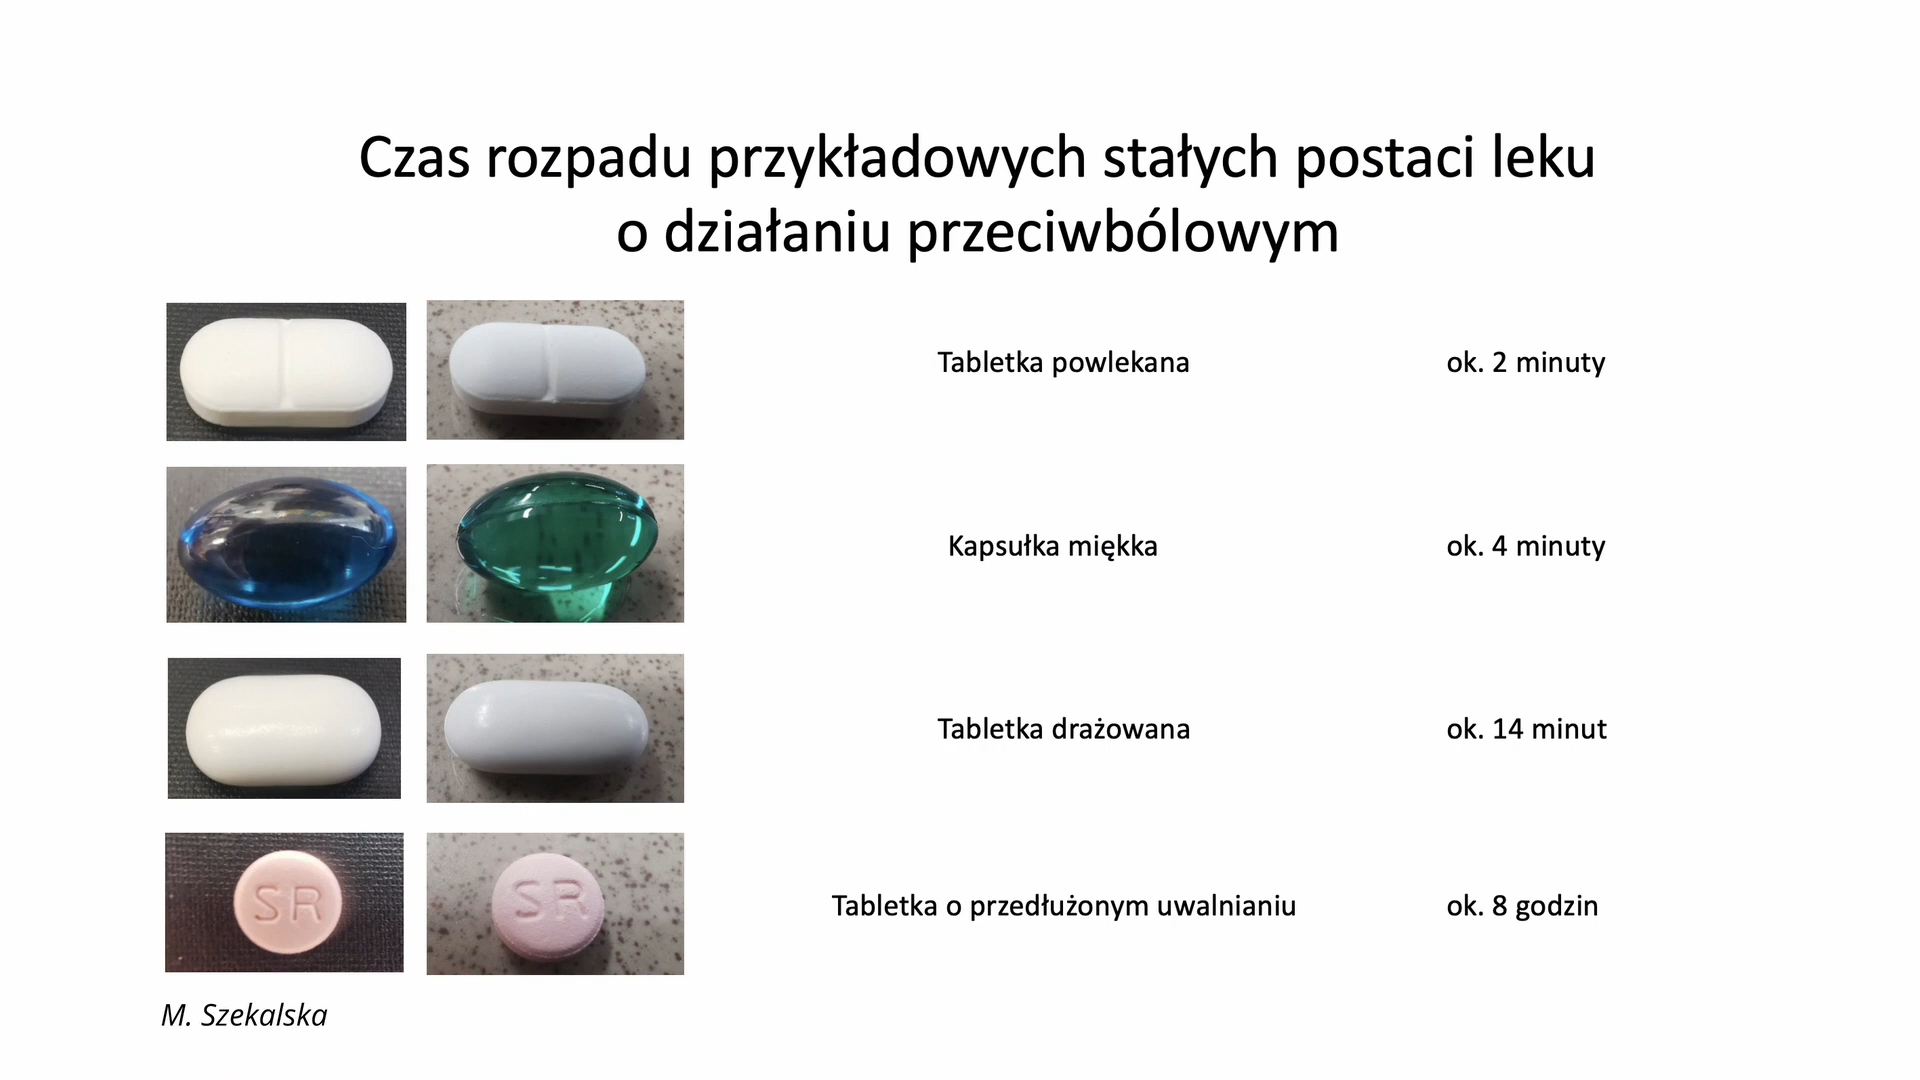 Czas rozpadu przykładowych stałych postaci leku
o działaniu przeciwbólowym
Tabletka powlekana ok. 2 minuty
Kapsułka miękka ok. 4 minuty
Tabletka drażowana ok. 14 minut
SR SR Tabletka o przedłużonym uwalnianiu ok. 8 godzin
M. Szekalska